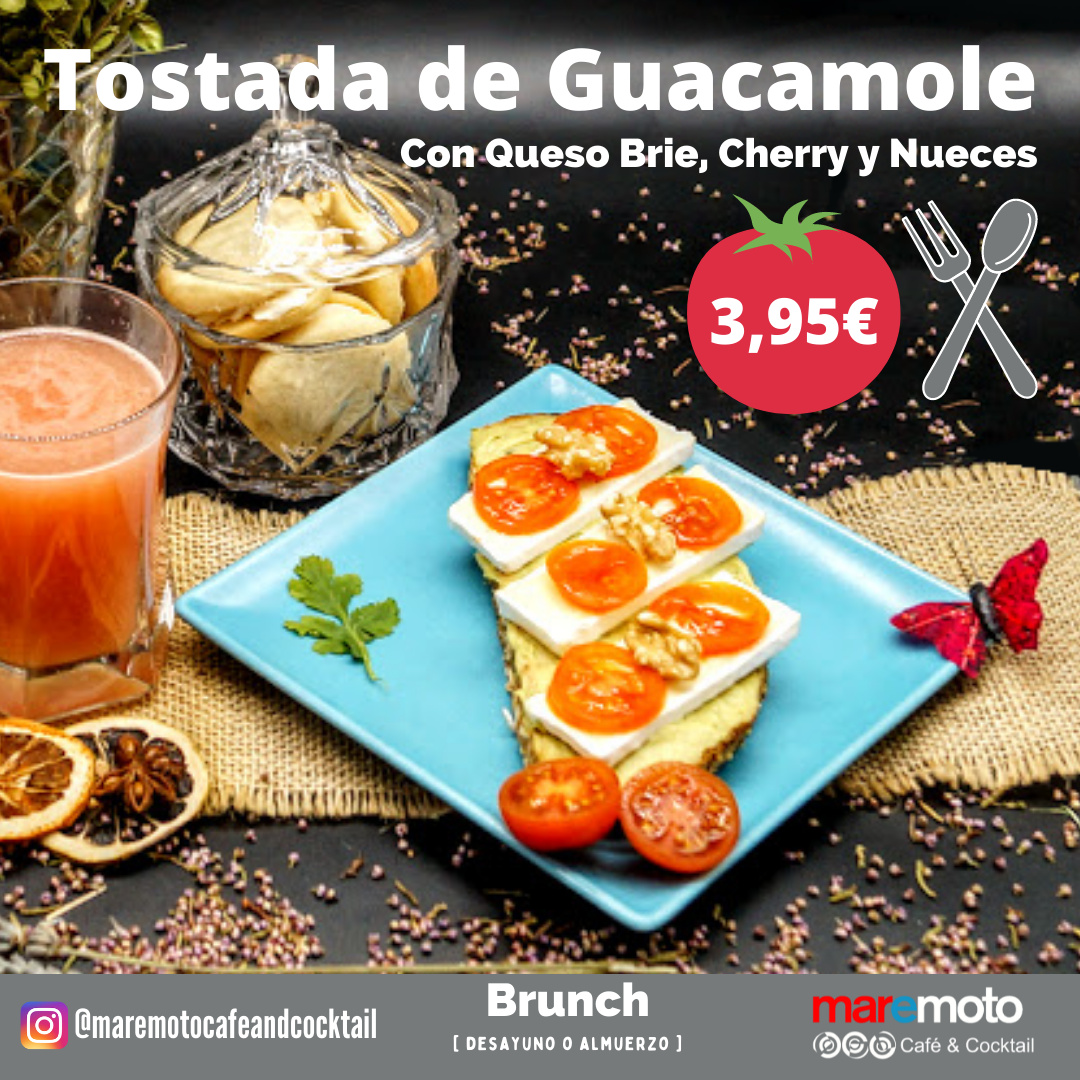 Tostada de Guacamole
Con Queso Brie, Cherry y Nueces
3,95€
@maremotocafeandcocktail
Brunch
[ DESAYUNO O ALMUERZO ]
maremoto
Café & Cocktail